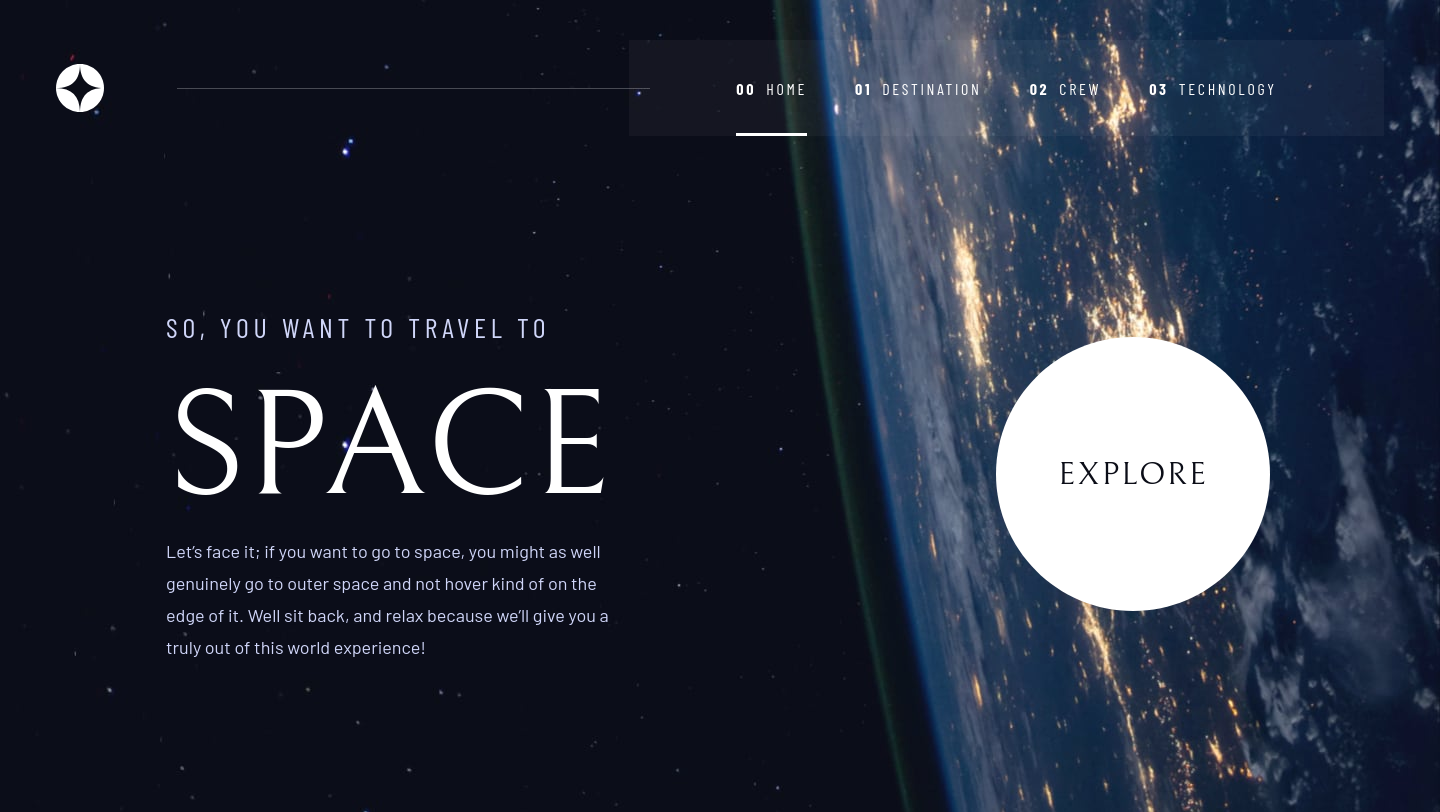 00 HOME 01 DESTINATION 02 CREW 03 TECHNOLOGY
SO, YOU WANT TO TRAVEL TO
SPACE
Let’s face it; if you want to go to space, you might as well
genuinely go to outer space and not hover kind of on the
edge of it. Well sit back, and relax because we’ll give you a
truly out of this world experience!
EXPLORE